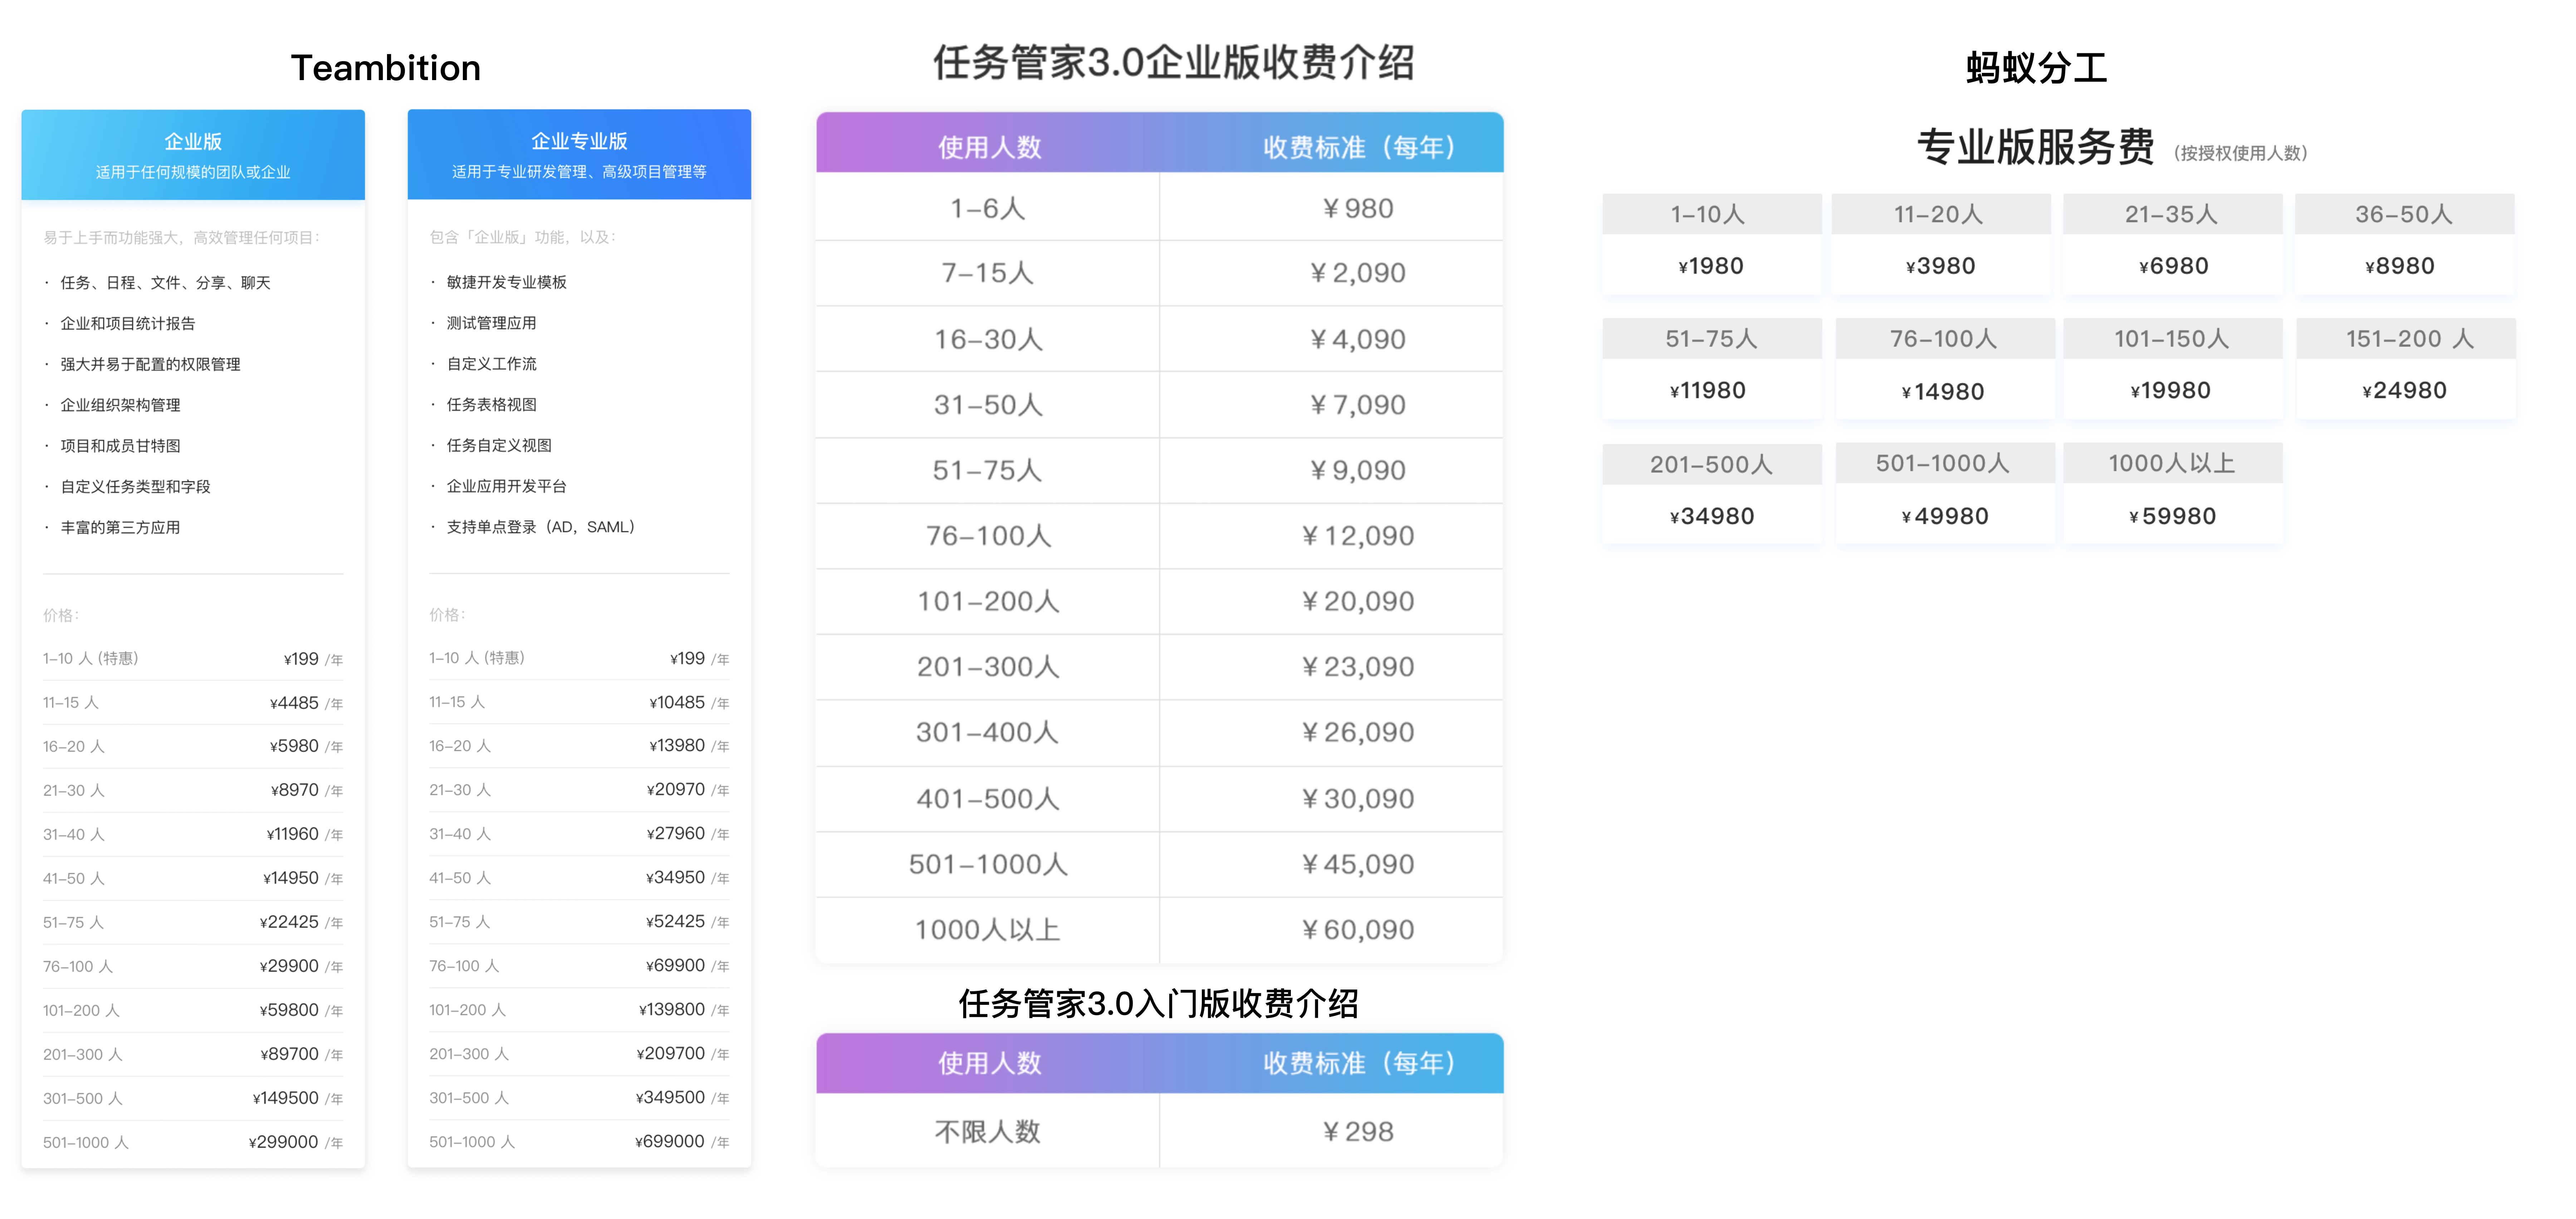 Teambition
企业版
适用于任何规模的团队或企业
易于上手而功能强大，高效管理任何项目：
· 任务、日程、文件、分享、聊天
· 企业和项目统计报告
· 强大并易于配置的权限管理
· 企业组织架构管理
· 项目和成员甘特图
· 自定义任务类型和字段
· 丰富的第三方应用
价格：
1-10 人 (特惠) ¥199 /年
11-15 人 ¥4485 /年
16-20 人 ¥5980 /年
21-30 人 ¥8970 /年
31-40 人 ¥11960 /年
41-50 人 ¥14950 /年
51-75 人 ¥22425 /年
76-100 人 ¥29900 /年
101-200 人 ¥59800 /年
201-300 人 ¥89700 /年
301-500 人 ¥149500 /年
501-1000 人 ¥299000 /年
企业专业版
适用于专业研发管理、高级项目管理等
包含「企业版」功能，以及：
· 敏捷开发专业模板
· 测试管理应用
· 自定义工作流
· 任务表格视图
· 任务自定义视图
· 企业应用开发平台
· 支持单点登录（AD，SAML）
价格：
1-10 人 (特惠) ¥199 /年
11-15 人 ¥10485 /年
16-20 人 ¥13980 /年
21-30 人 ¥20970 /年
31-40 人 ¥27960 /年
41-50 人 ¥34950 /年
51-75 人 ¥52425 /年
76-100 人 ¥69900 /年
101-200 人 ¥139800 /年
201-300 人 ¥209700 /年
301-500 人 ¥349500 /年
501-1000 人 ¥699000 /年
任务管家3.0企业版收费介绍
使用人数 收费标准（每年）
1-6人 ¥980
7-15人 ¥2,090
16-30人 ¥4,090
31-50人 ¥7,090
51-75人 ¥9,090
76-100人 ¥12,090
101-200人 ¥20,090
201-300人 ¥23,090
301-400人 ¥26,090
401-500人 ¥30,090
501-1000人 ¥45,090
1000人以上 ¥60,090
任务管家3.0入门版收费介绍
使用人数 收费标准（每年）
不限人数 ¥298
蚂蚁分工
专业版服务费（按授权使用人数）
1-10人 11-20人 21-35人 36-50人
¥1980 ¥3980 ¥6980 ¥8980
51-75人 76-100人 101-150人 151-200 人
¥11980 ¥14980 ¥19980 ¥24980
201-500人 501-1000人 1000人以上
¥34980 ¥49980 ¥59980